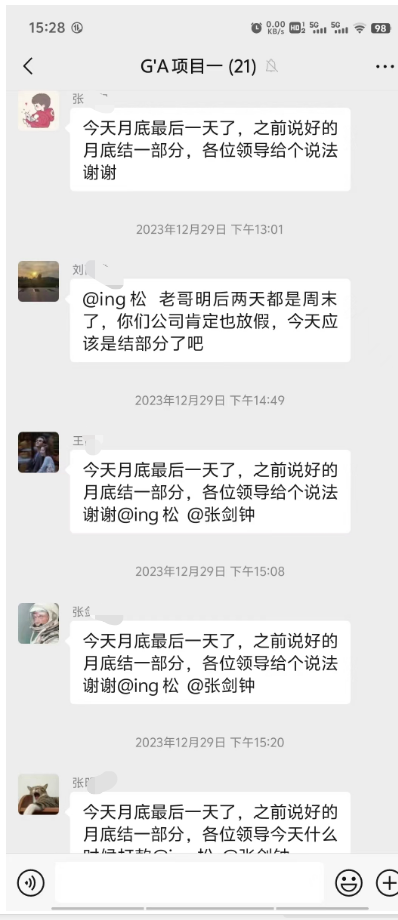 15:28
0.00 KB/s HD 5G 5G 98
G'A项目一 (21)
张
今天月底最后一天了，之前说好的
月底结一部分，各位领导给个说法
谢谢
2023年12月29日 下午13:01
刘
@ing 松 老哥明后两天都是周末
了，你们公司肯定也放假，今天应
该是结部分了吧
2023年12月29日 下午14:49
王
今天月底最后一天了，之前说好的
月底结一部分，各位领导给个说法
谢谢@ing 松 @张剑钟
2023年12月29日 下午15:08
张
今天月底最后一天了，之前说好的
月底结一部分，各位领导给个说法
谢谢@ing 松 @张剑钟
2023年12月29日 下午15:20
张
今天月底最后一天了，之前说好的
月底结一部分，各位领导今天什么
时候打款@ing 松 @张剑钟